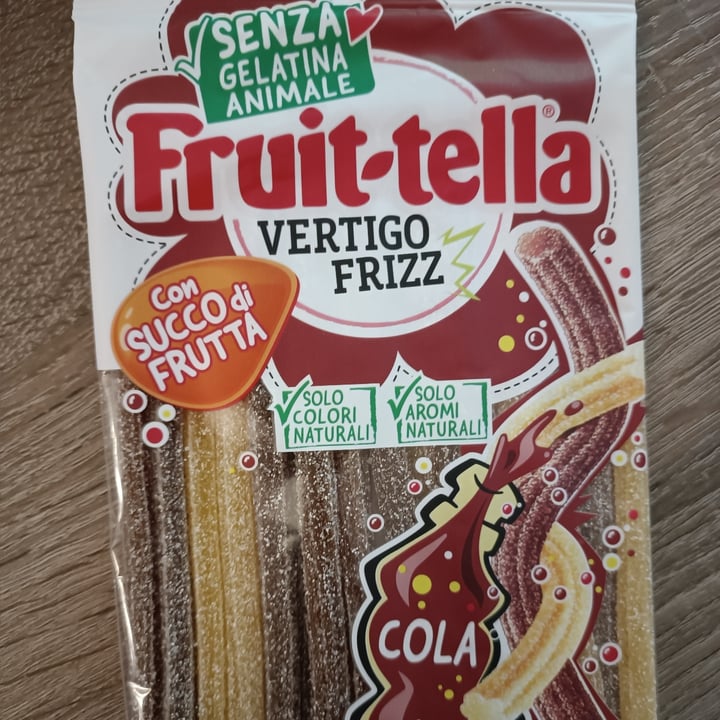 SENZA
GELATINA
ANIMALE
Fruit-tella®
VERTIGO
FRIZZ
Con
SUCCO di
FRUTTA
SOLO
COLORI
NATURALI
SOLO
AROMI
NATURALI
COLA